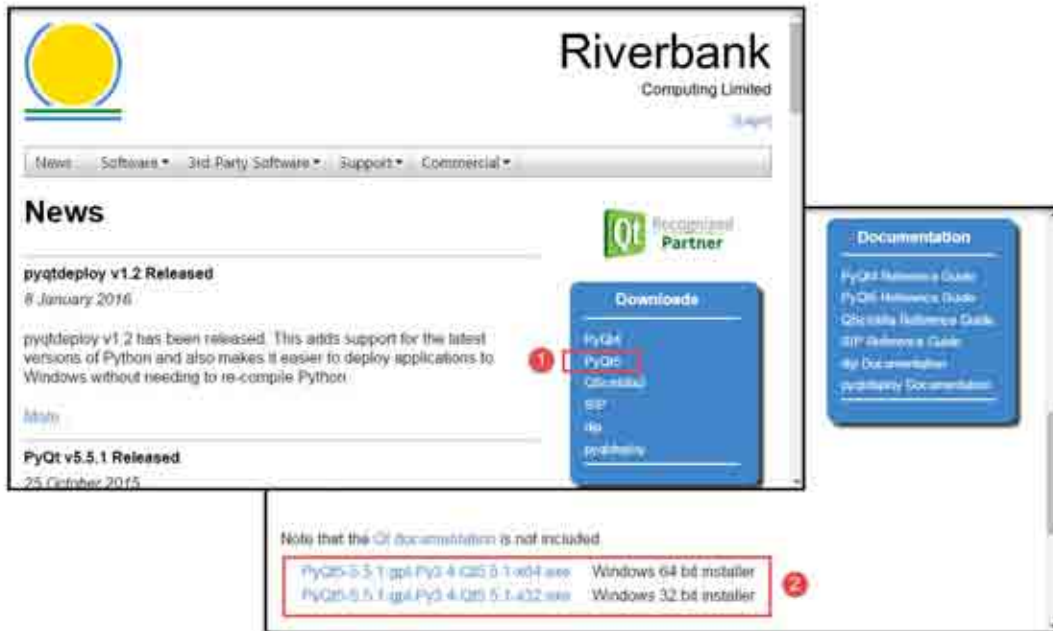 Riverbank
Computing Limited
News Software 3rd Party Software Support Commercial
News
Qt Recognized
Partner
pyqtdeploy v1.2 Released
8 January 2016
pyqtdeploy v1.2 has been released. This adds support for the latest
versions of Python and also makes it easier to deploy applications to
Windows without needing to re-compile Python
More
PyQt v5.5.1 Released
25 October 2015
Downloads
PyQt4
1 PyQt5
QScintilla2
SIP
dip
pyqtdeploy
Documentation
PyQt4 Reference Guide
PyQt5 Reference Guide
QScintilla Reference Guide
SIP Reference Guide
dip Documentation
pyqtdeploy Documentation
Note that the Qt documentation is not included
PyQt5-5.5.1-gpl-Py3.4-Qt5.5.1-x64.exe Windows 64 bit installer
PyQt5-5.5.1-gpl-Py3.4-Qt5.5.1-x32.exe Windows 32 bit installer
2